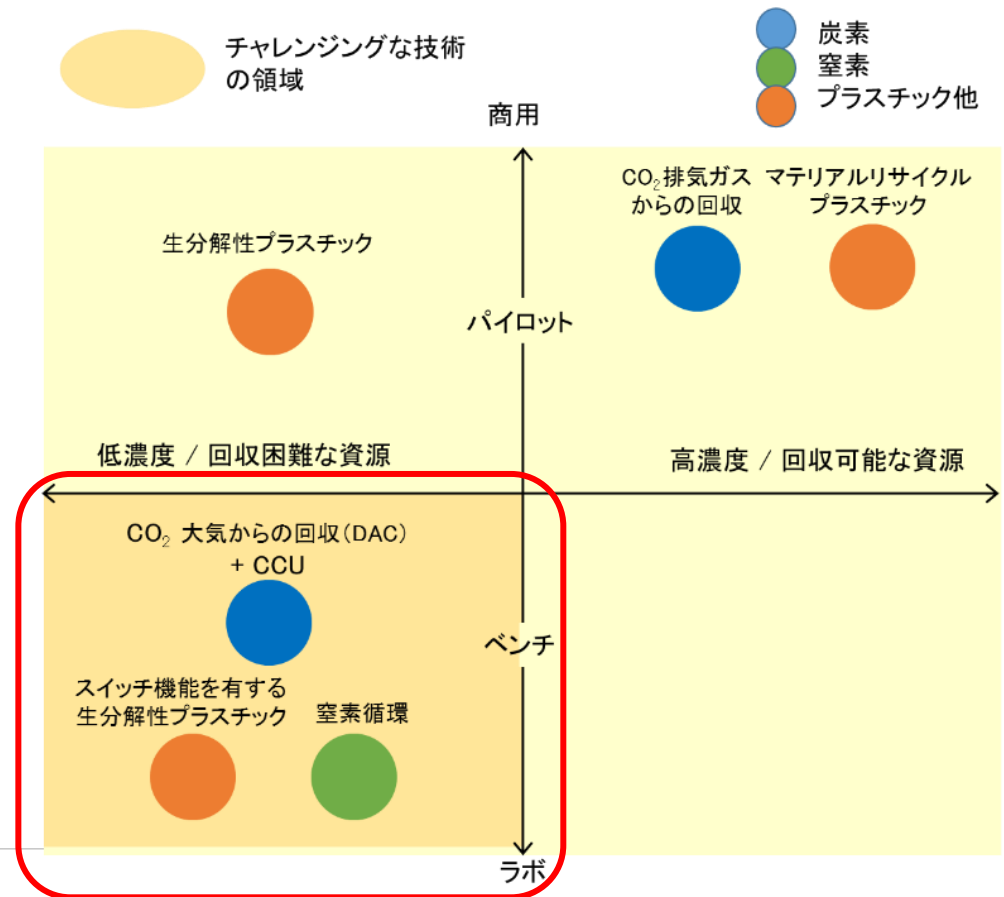 チャレンジングな技術
の領域
炭素
窒素
プラスチック他
商用
CO₂排気ガス
からの回収
マテリアルリサイクル
プラスチック
生分解性プラスチック
パイロット
低濃度 / 回収困難な資源
高濃度 / 回収可能な資源
CO₂ 大気からの回収(DAC)
+ CCU
ベンチ
スイッチ機能を有する
生分解性プラスチック
窒素循環
ラボ